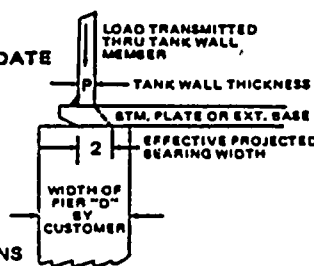 LOAD TRANSMITTED
THRU TANK WALL
MEMBER
DATE
P
TANK WALL THICKNESS
BTM. PLATE OR EXT. BASE
2
EFFECTIVE PROJECTED
BEARING WIDTH
WIDTH OF
PIER "D"
BY
CUSTOMER
NS